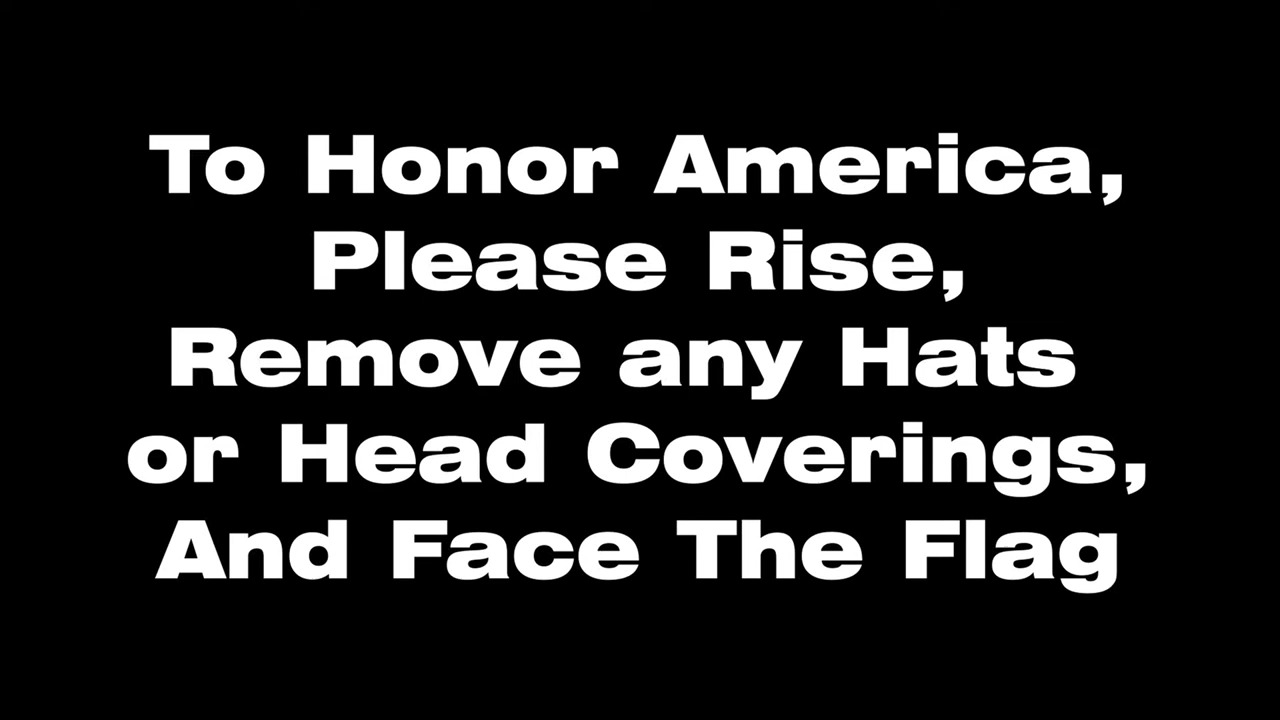 To Honor America,
Please Rise,
Remove any Hats
or Head Coverings,
And Face The Flag